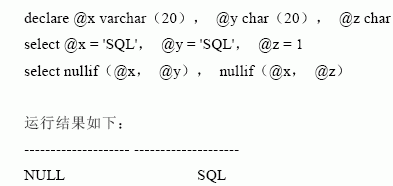 declare @x varchar（20）， @y char（20）， @z char
select @x = 'SQL'， @y = 'SQL'， @z = 1
select nullif（@x， @y）， nullif（@x， @z）
运行结果如下：
-------------------- --------------------
NULL SQL